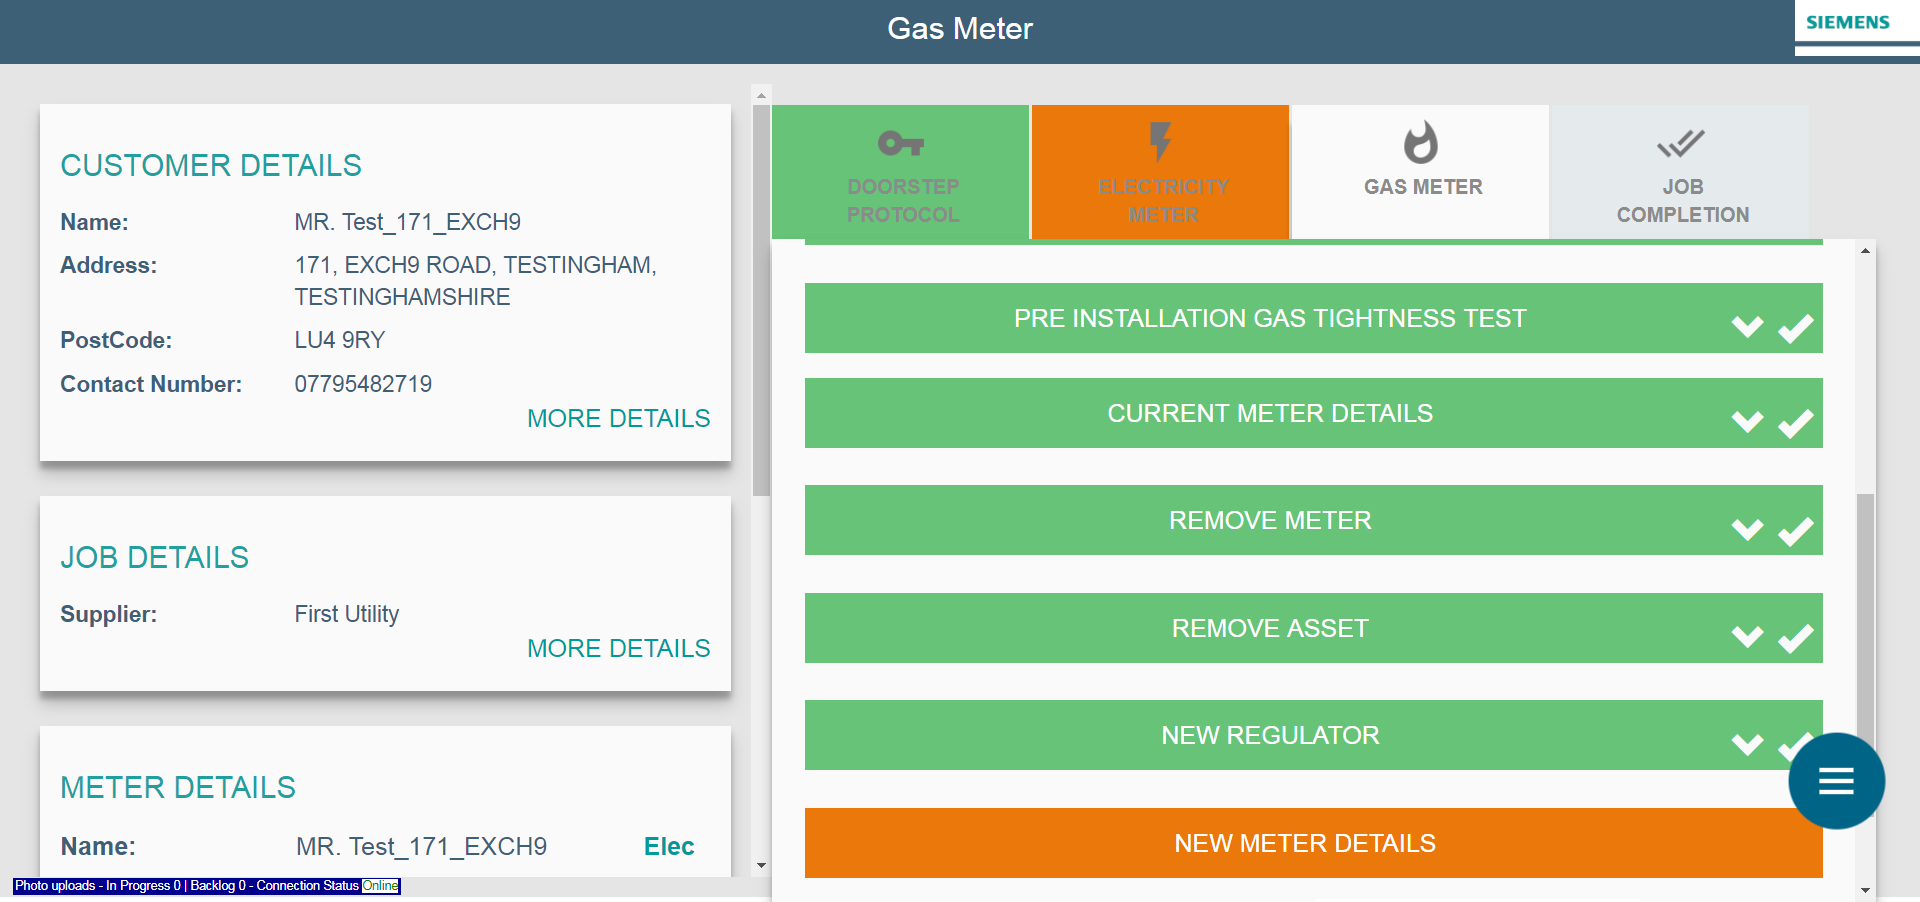 Gas Meter
SIEMENS
CUSTOMER DETAILS
Name: MR. Test_171_EXCH9
Address: 171, EXCH9 ROAD, TESTINGHAM,
TESTINGHAMSHIRE
PostCode: LU4 9RY
Contact Number: 07795482719
MORE DETAILS
JOB DETAILS
Supplier: First Utility
MORE DETAILS
METER DETAILS
Name: MR. Test_171_EXCH9 Elec
Photo uploads - In Progress 0 | Backlog 0 - Connection Status Online
DOORSTEP
PROTOCOL
ELECTRICITY
METER
GAS METER
JOB
COMPLETION
PRE INSTALLATION GAS TIGHTNESS TEST
CURRENT METER DETAILS
REMOVE METER
REMOVE ASSET
NEW REGULATOR
NEW METER DETAILS